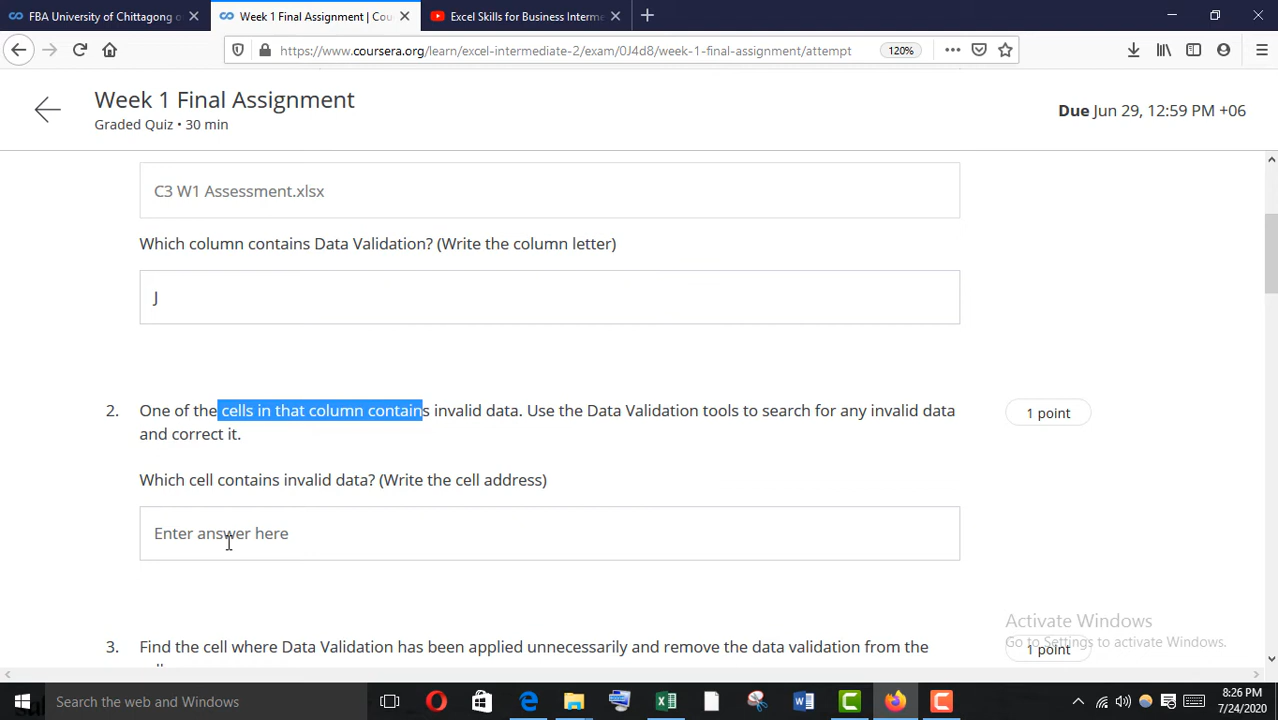 FBA University of Chittagong o
Week 1 Final Assignment | Cou
Excel Skills for Business Interme
https://www.coursera.org/learn/excel-intermediate-2/exam/0J4d8/week-1-final-assignment/attempt
120%
Week 1 Final Assignment
Graded Quiz • 30 min
Due Jun 29, 12:59 PM +06
C3 W1 Assessment.xlsx
Which column contains Data Validation? (Write the column letter)
J
2. One of the cells in that column contains invalid data. Use the Data Validation tools to search for any invalid data
and correct it.
1 point
Which cell contains invalid data? (Write the cell address)
Enter answer here
3. Find the cell where Data Validation has been applied unnecessarily and remove the data validation from the
1 point
Activate Windows
Go to Settings to activate Windows.
Search the web and Windows
8:26 PM
7/24/2020